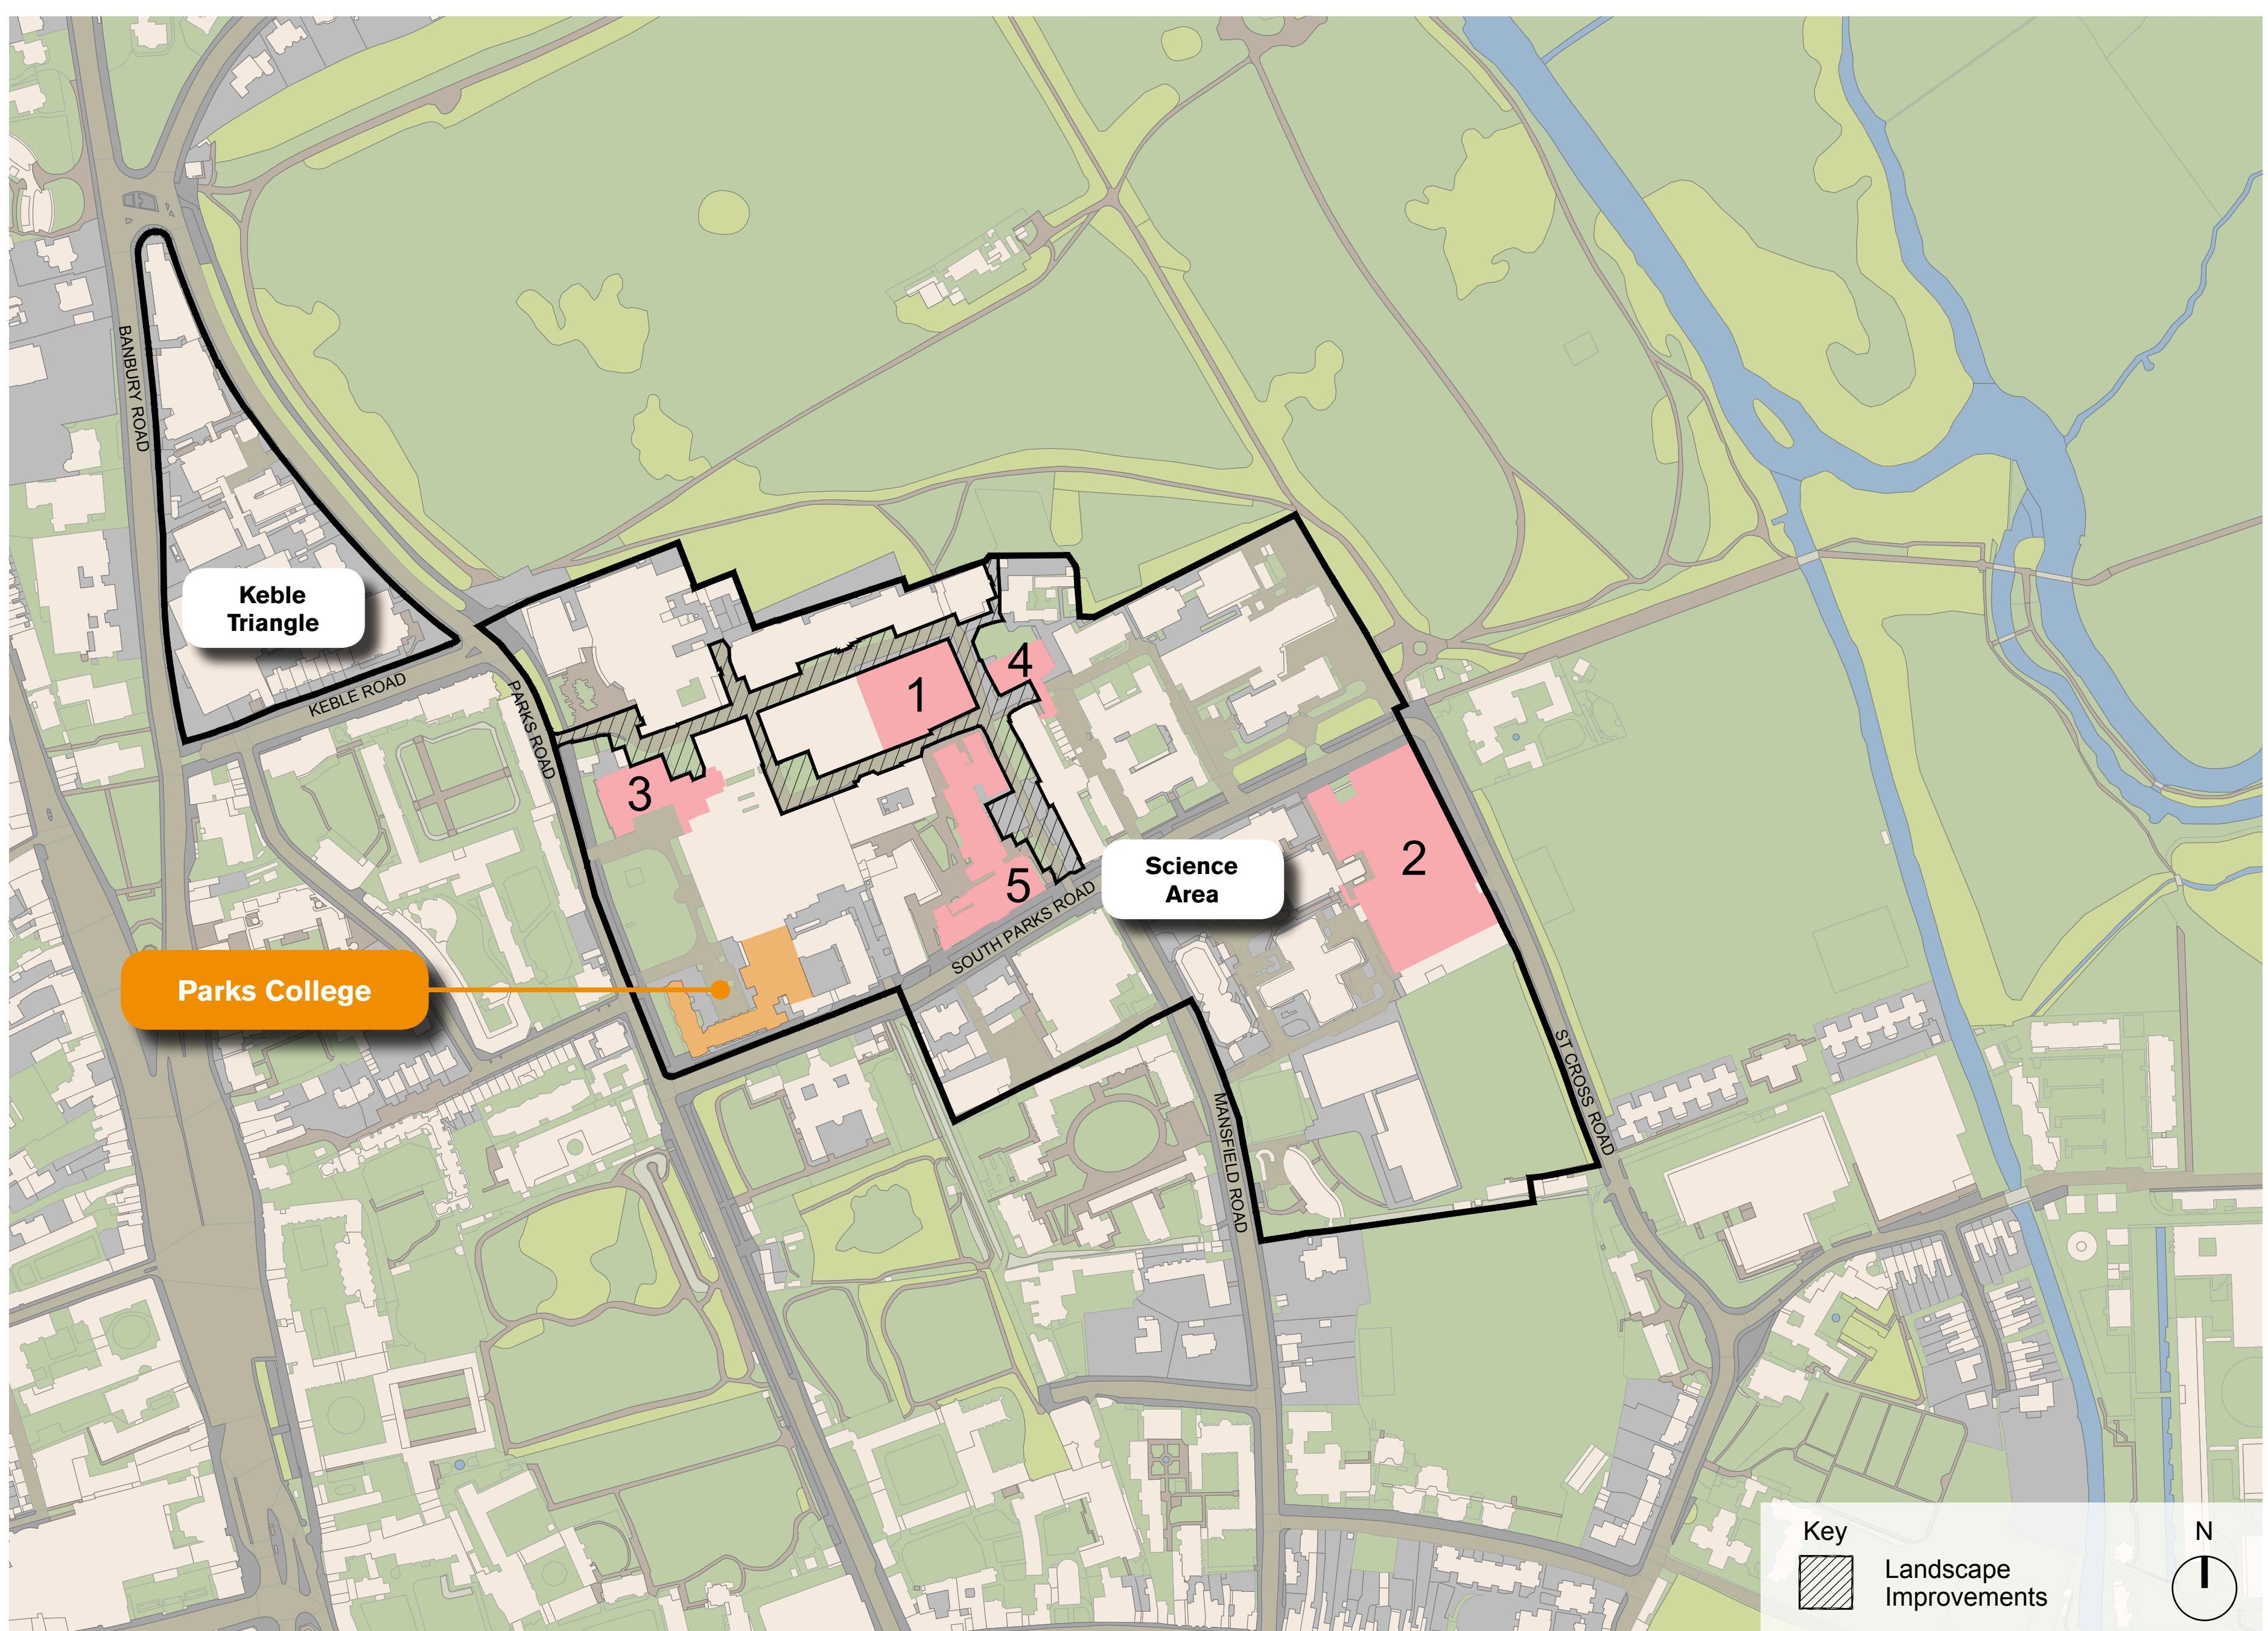 BANBURY ROAD
Keble
Triangle
KEBLE ROAD
PARKS ROAD
1
4
3
2
5
Science
Area
SOUTH PARKS ROAD
Parks College
ST CROSS ROAD
MANSFIELD ROAD
Key
N
Landscape
Improvements